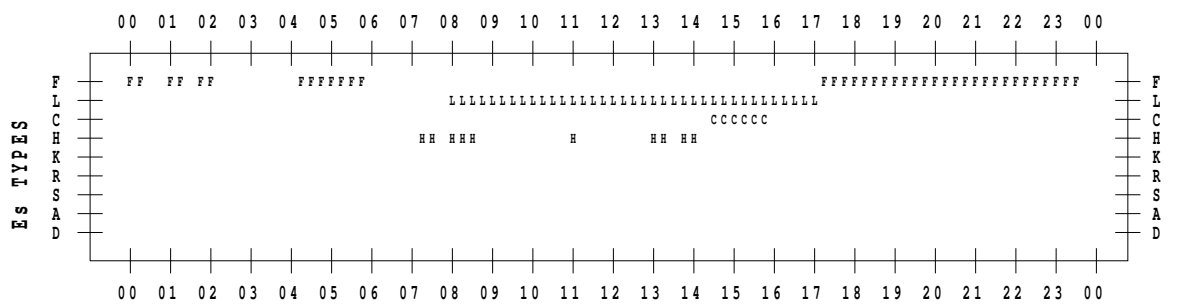 00 01 02 03 04 05 06 07 08 09 10 11 12 13 14 15 16 17 18 19 20 21 22 23 00
F FF FF FF FFFFFFF FFFFFFFFFFFFFFFFFFFFFFFFFF F
L LLLLLLLLLLLLLLLLLLLLLLLLLLLLLLLLLLLLL L
C CCCCCC C
H HH HHH H HH HH H
K K
R R
S S
A A
D D
Es TYPES
00 01 02 03 04 05 06 07 08 09 10 11 12 13 14 15 16 17 18 19 20 21 22 23 00